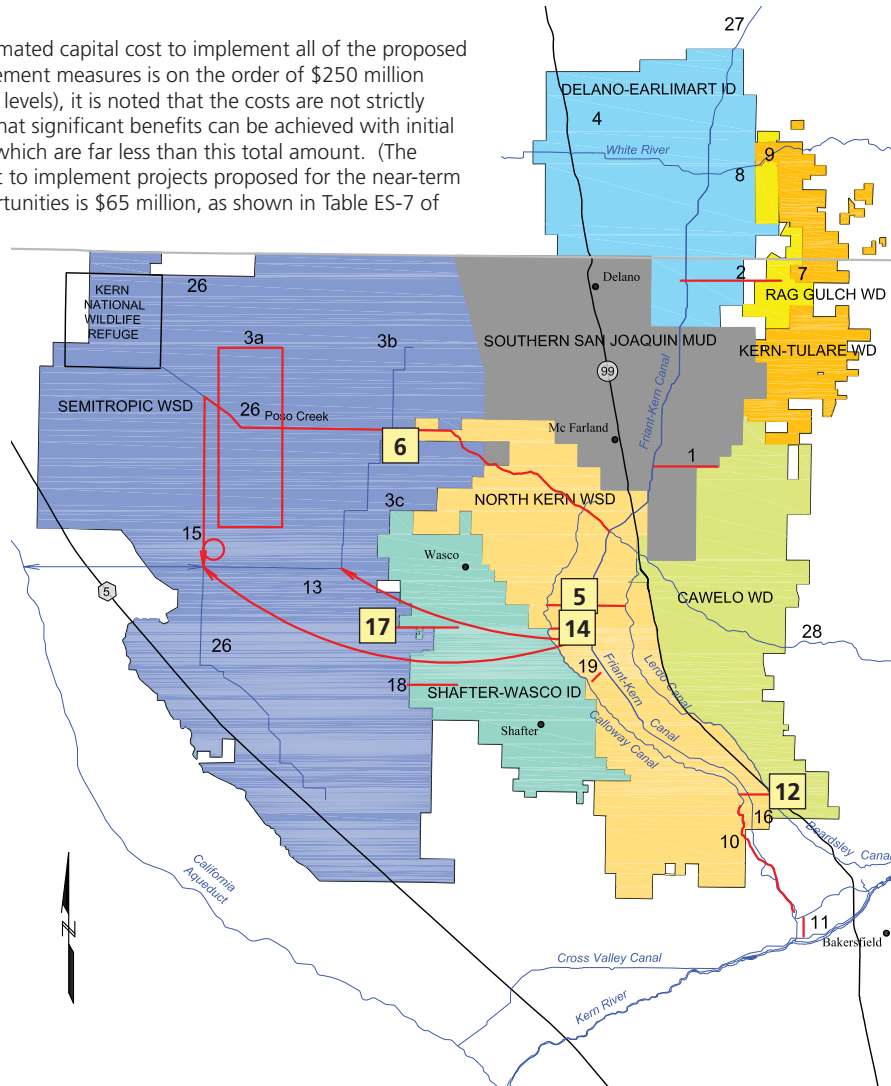 mated capital cost to implement all of the proposed
ement measures is on the order of $250 million
levels), it is noted that the costs are not strictly
hat significant benefits can be achieved with initial
which are far less than this total amount. (The
t to implement projects proposed for the near-term
rtunities is $65 million, as shown in Table ES-7 of
27
DELANO-EARLIMART ID
4
White River
9
8
26
KERN
NATIONAL
WILDLIFE
REFUGE
Delano
2
7
RAG GULCH WD
3a
3b
SOUTHERN SAN JOAQUIN MUD
KERN-TULARE WD
99
Friant-Kern Canal
SEMITROPIC WSD
26
Poso Creek
6
Mc Farland
1
3c
NORTH KERN WSD
15
Wasco
13
5
CAWELO WD
5
17
14
28
26
19
Friant-Kern
Canal
Lerdo Canal
18
SHAFTER-WASCO ID
Calloway Canal
Shafter
12
16
10
Beardsley Canal
California
Aqueduct
N
11
Bakersfield
Cross Valley Canal
Kern River